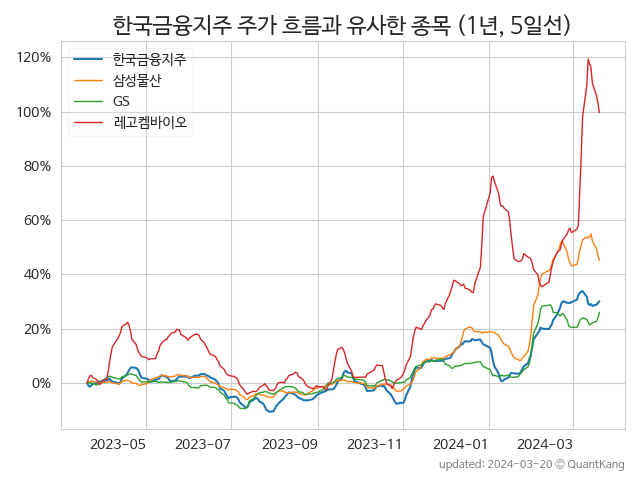 한국금융지주 주가 흐름과 유사한 종목 (1년, 5일선)
120%
100%
80%
60%
40%
20%
0%
한국금융지주
삼성물산
GS
레고켐바이오
2023-05
2023-07
2023-09
2023-11
2024-01
2024-03
updated: 2024-03-20 © QuantKang